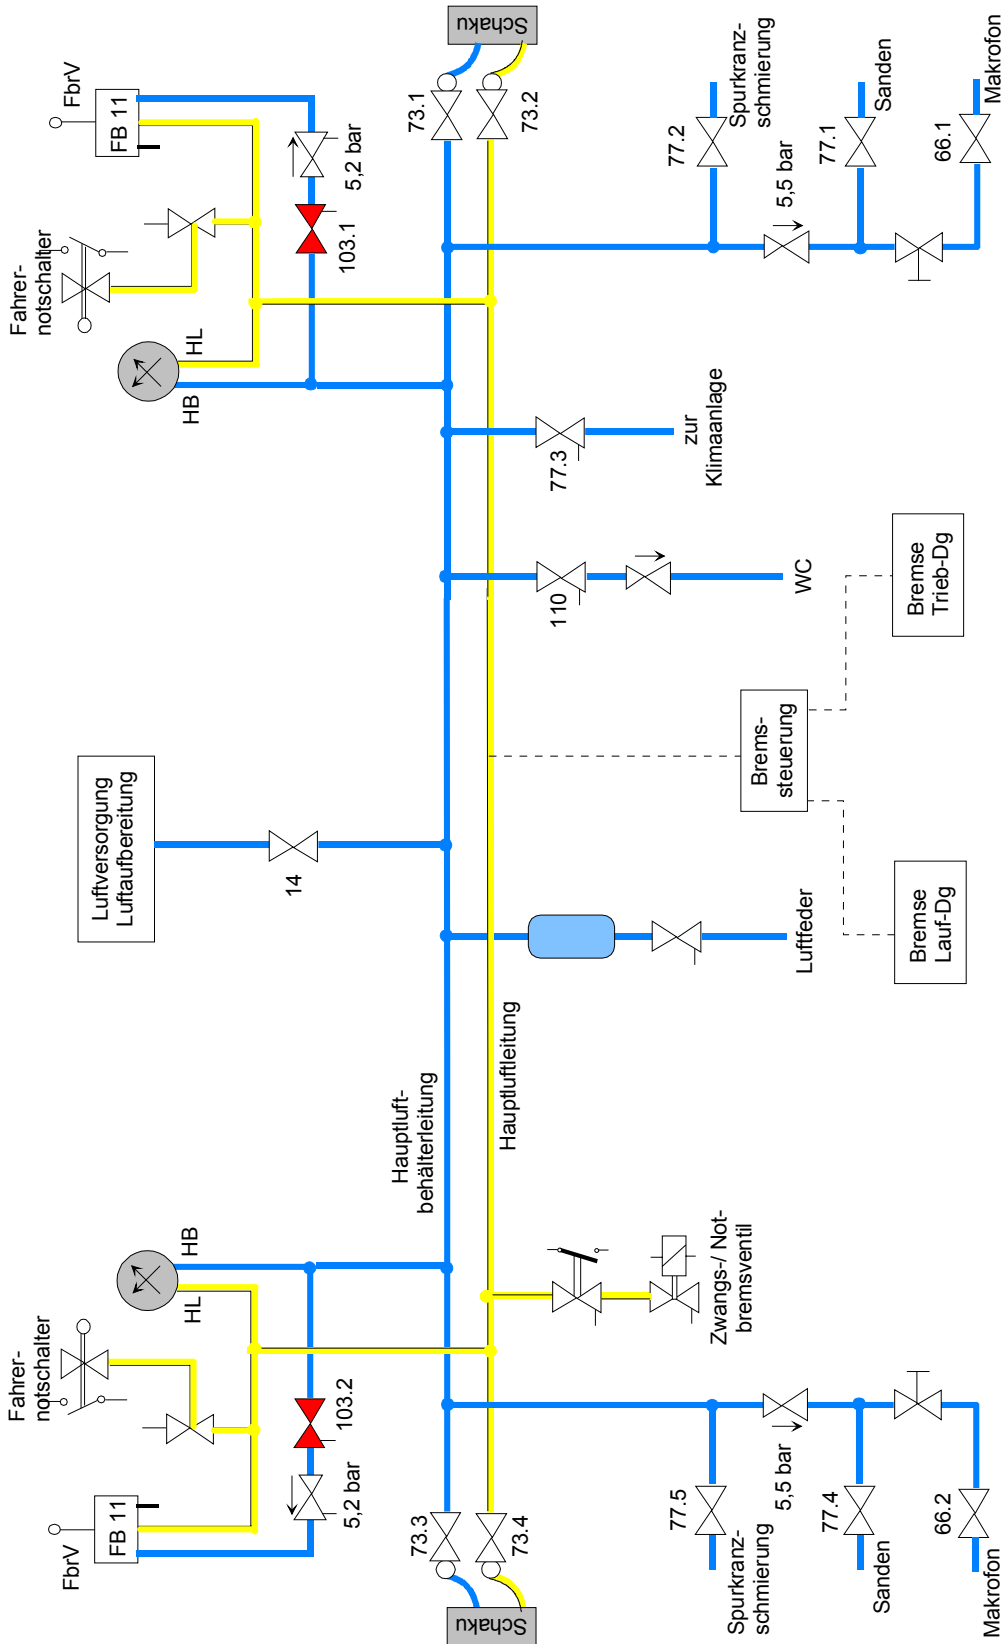 FbrV
FB 11
Fahrer-
notschalter
HL
HB
5,2 bar
103.1
Schaku
73.1
73.2
77.2
Spurkranz-
schmierung
5,5 bar
77.1
Sanden
66.1
Makrofon
77.3
zur
Klimaanlage
110
WC
Luftversorgung
Luftaufbereitung
14
Brems-
steuerung
Bremse
Trieb-Dg
Bremse
Lauf-Dg
Luftfeder
Hauptluft-
behälterleitung
Hauptluftleitung
Zwangs-/ Not-
bremsventil
HB
HL
Fahrer-
notschalter
FbrV
FB 11
103.2
5,2 bar
73.3
73.4
Schaku
77.5
Spurkranz-
schmierung
5,5 bar
77.4
Sanden
66.2
Makrofon